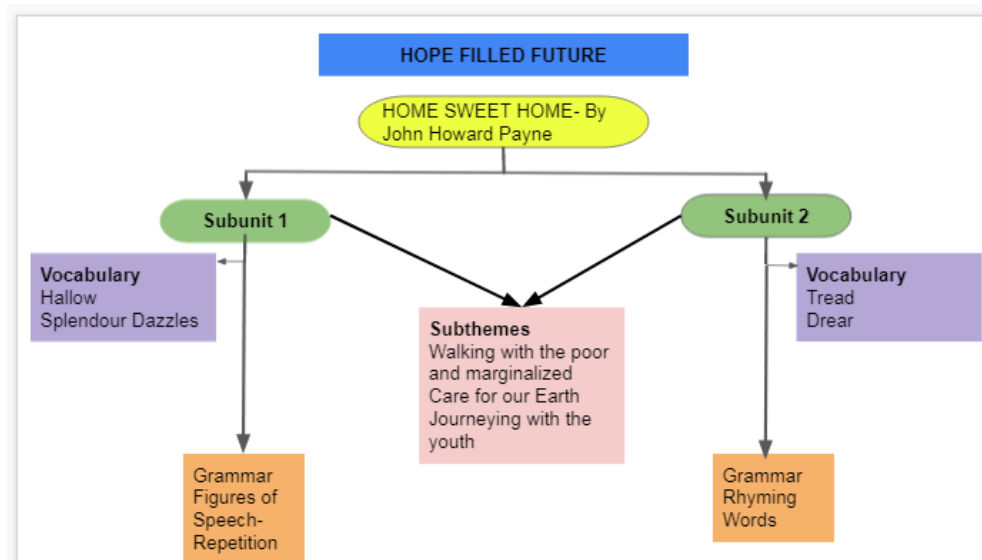 HOPE FILLED FUTURE
HOME SWEET HOME- By
John Howard Payne
Subunit 1
Subunit 2
Vocabulary
Hallow
Splendour Dazzles
Vocabulary
Tread
Drear
Subthemes
Walking with the poor
and marginalized
Care for our Earth
Journeying with the
youth
Grammar
Figures of
Speech-
Repetition
Grammar
Rhyming
Words